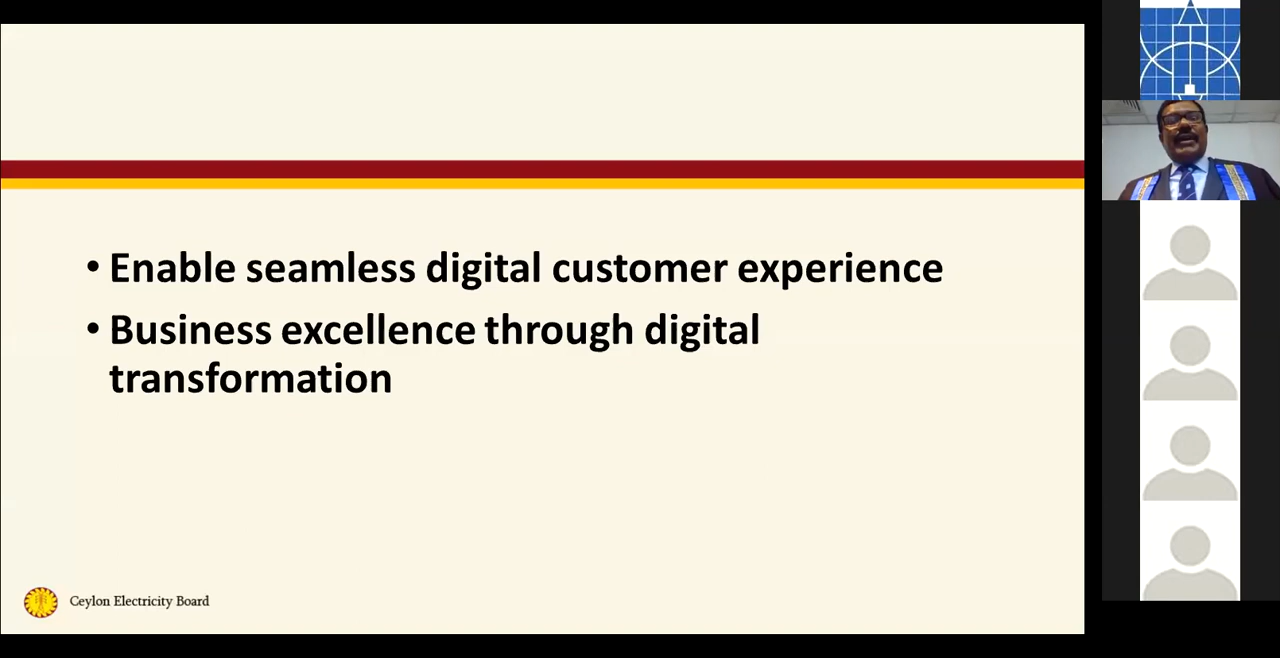 • Enable seamless digital customer experience
• Business excellence through digital
transformation
Ceylon Electricity Board